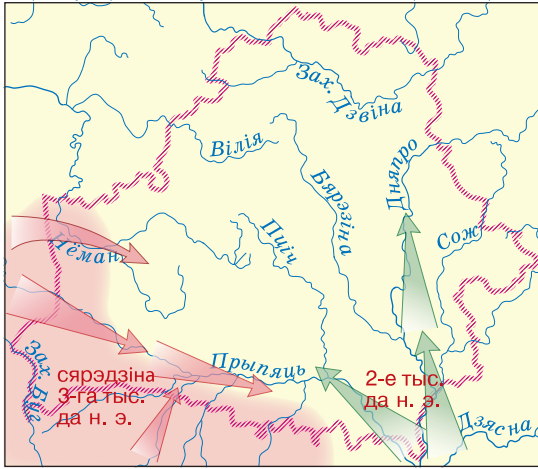 Зах. Дзвіна
Вілія
Бярэзіна
Дняпро
Сож
Пціч
Нёман
Прыпяць
Зах. Буг
сярэдзіна
3-га тыс.
да н. э.
2-е тыс.
да н. э.
Дзясна